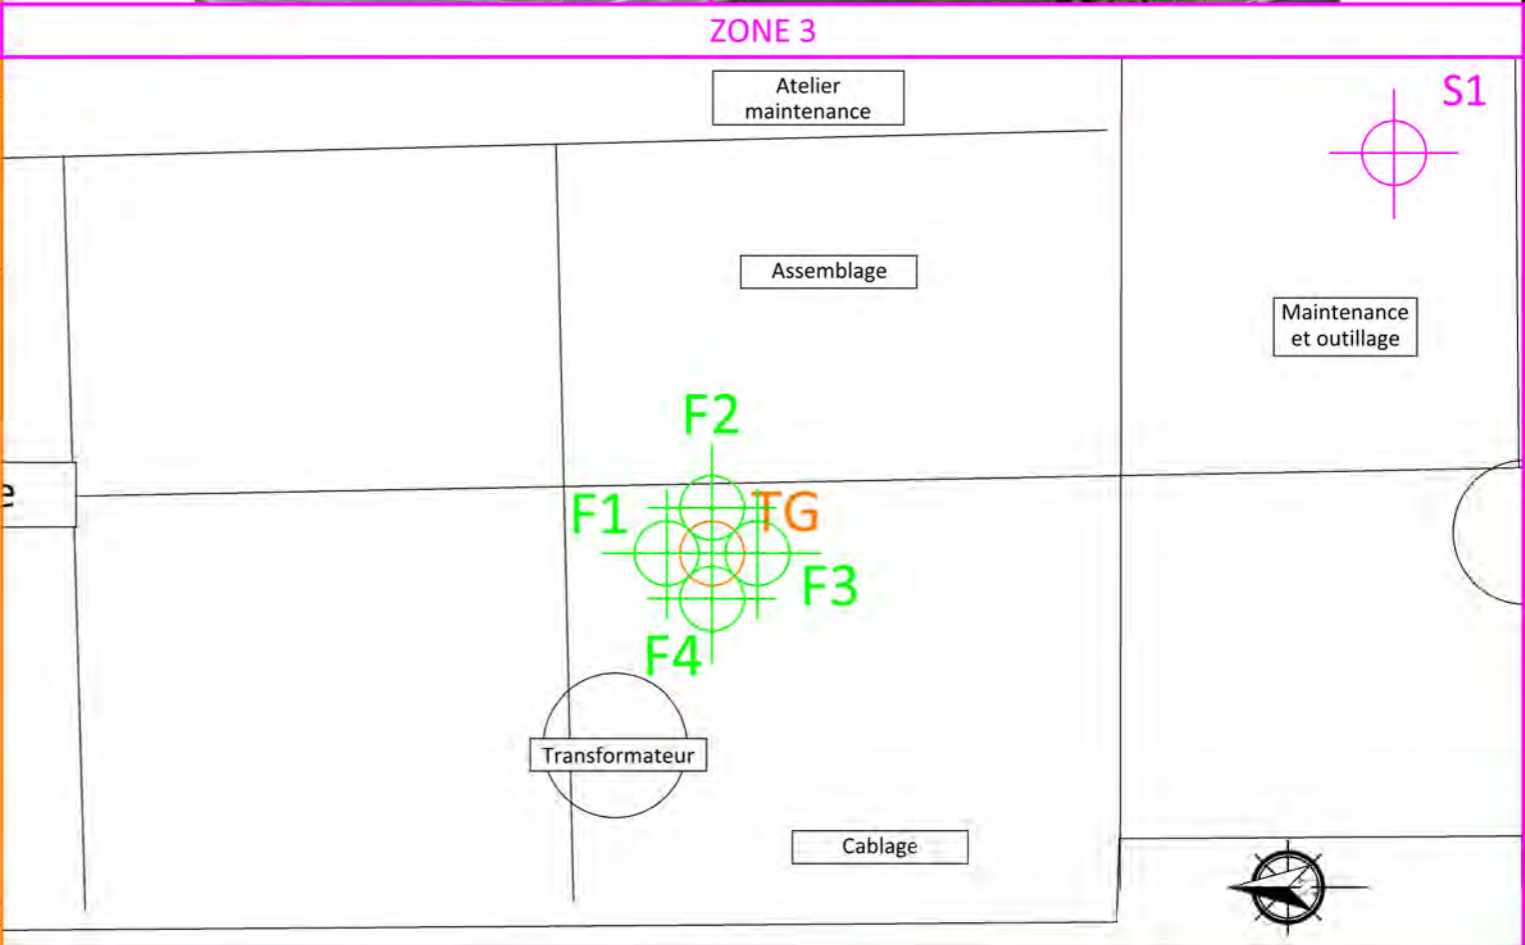 ZONE 3
Atelier
maintenance
S1
Assemblage
Maintenance
et outillage
F2
F1
TG
F3
F4
Transformateur
Cablage